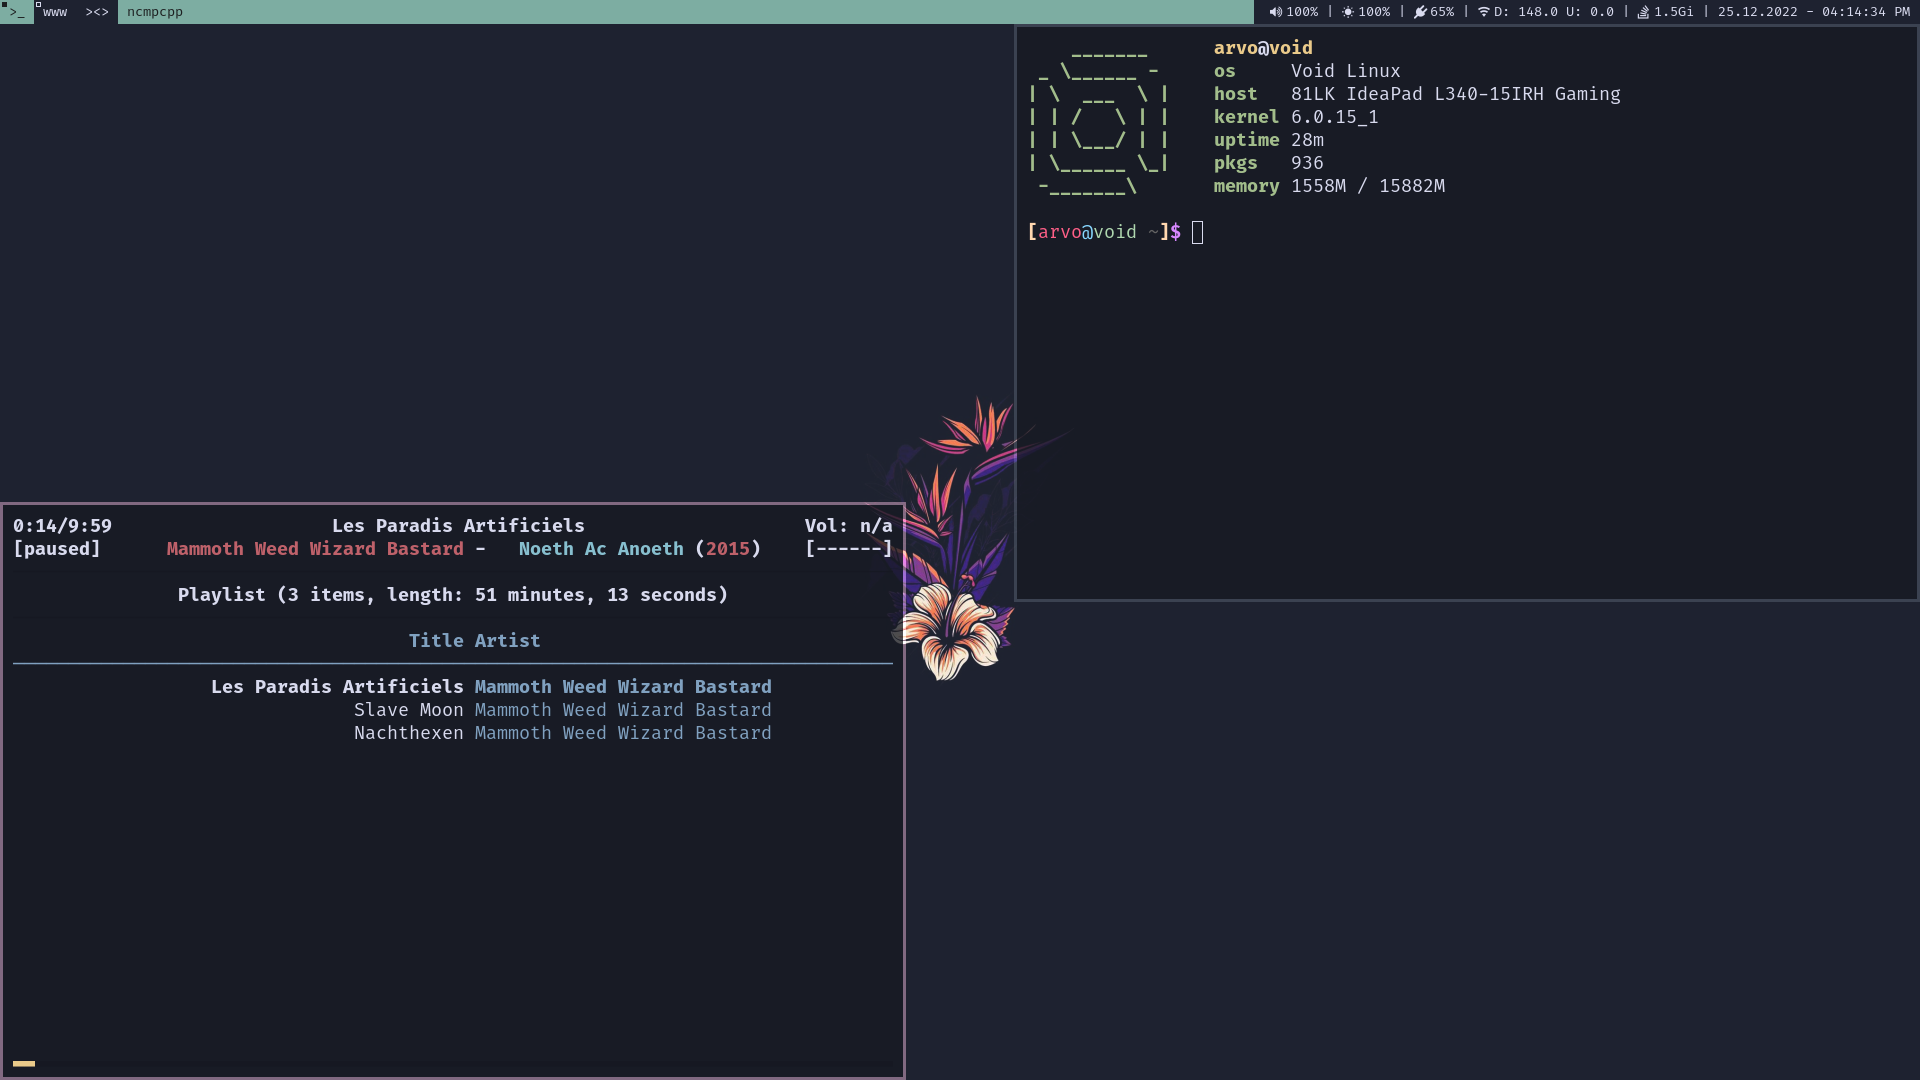 >_ www ><> ncmpcpp 100% | 100% | 65% | D: 148.0 U: 0.0 | 1.5Gi | 25.12.2022 - 04:14:34 PM
arvo@void
os Void Linux
host 81LK IdeaPad L340-15IRH Gaming
kernel 6.0.15_1
uptime 28m
pkgs 936
memory 1558M / 15882M
[arvo@void ~]$
0:14/9:59 Les Paradis Artificiels Vol: n/a
[paused] Mammoth Weed Wizard Bastard - Noeth Ac Anoeth (2015) [------]
Playlist (3 items, length: 51 minutes, 13 seconds)
Title Artist
Les Paradis Artificiels Mammoth Weed Wizard Bastard
Slave Moon Mammoth Weed Wizard Bastard
Nachthexen Mammoth Weed Wizard Bastard